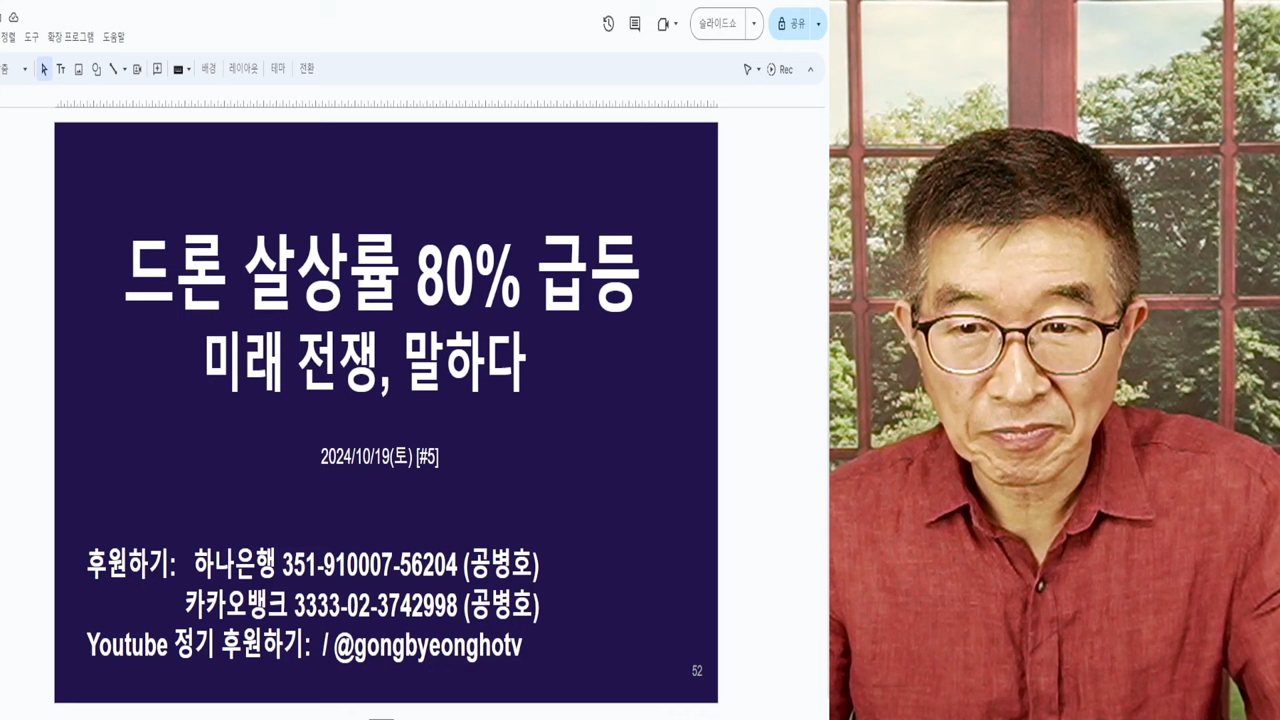 정렬 도구 확장 프로그램 도움말
슬라이드쇼
공유
배경 레이아웃 테마 전환
Rec
드론 살상률 80% 급등
미래 전쟁, 말하다
2024/10/19(토) [#5]
후원하기: 하나은행 351-910007-56204 (공병호)
카카오뱅크 3333-02-3742998 (공병호)
Youtube 정기 후원하기: / @gongbyeonghotv
52